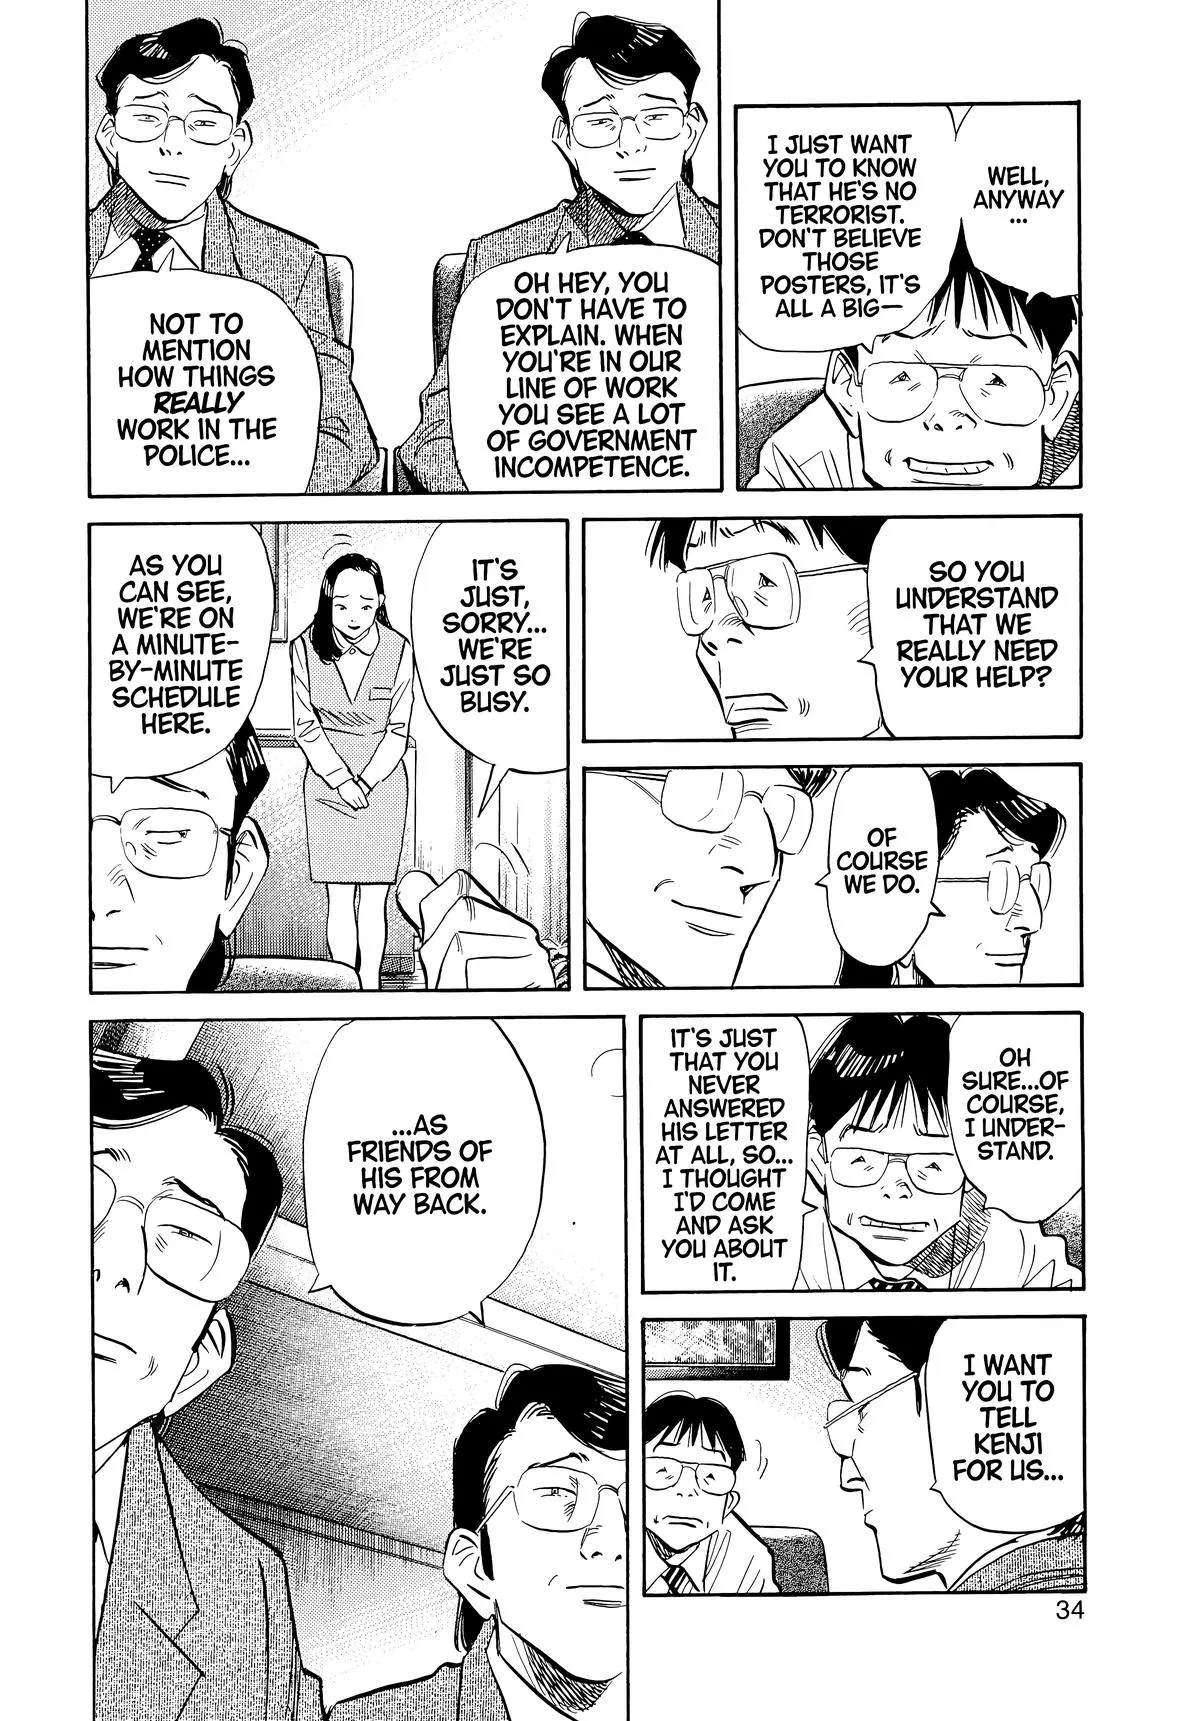 WELL,
ANYWAY
...
I JUST WANT
YOU TO KNOW
THAT HE'S NO
TERRORIST.
DON'T BELIEVE
THOSE
POSTERS, IT'S
ALL A BIG—
OH HEY, YOU
DON'T HAVE TO
EXPLAIN. WHEN
YOU'RE IN OUR
LINE OF WORK
YOU SEE A LOT
OF GOVERNMENT
INCOMPETENCE.
NOT TO
MENTION
HOW THINGS
REALLY
WORK IN THE
POLICE...
SO YOU
UNDERSTAND
THAT WE
REALLY NEED
YOUR HELP?
OF
COURSE
WE DO.
IT'S
JUST,
SORRY...
WE'RE
JUST SO
BUSY.
AS YOU
CAN SEE,
WE'RE ON
A MINUTE-
BY-MINUTE
SCHEDULE
HERE.
OH
SURE...OF
COURSE,
I UNDER-
STAND.
IT'S JUST
THAT YOU
NEVER
ANSWERED
HIS LETTER
AT ALL, SO...
I THOUGHT
I'D COME
AND ASK
YOU ABOUT
IT.
I WANT
YOU TO
TELL
KENJI
FOR US...
...AS
FRIENDS OF
HIS FROM
WAY BACK.
34